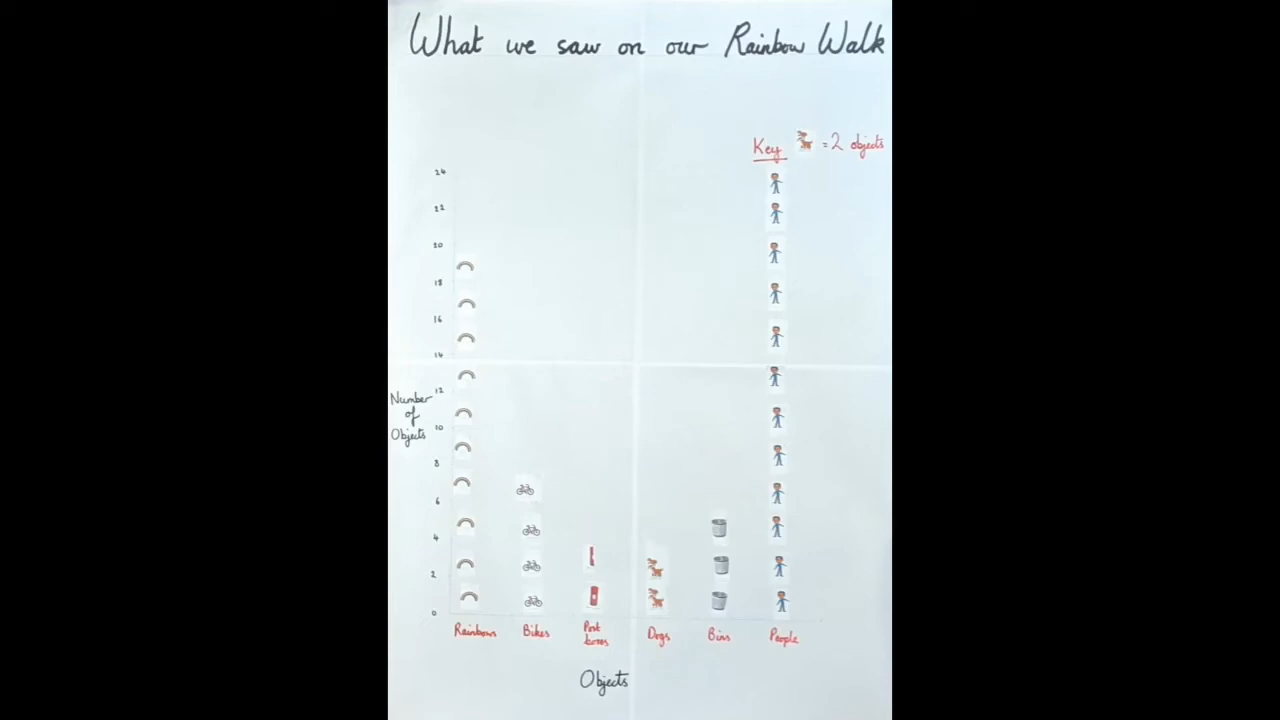 What we saw on our Rainbow Walk
Key = 2 objects
24
22
20
18
16
14
12
10
8
6
4
2
0
Number
of
Objects
Rainbows Bikes Post boxes Dogs Bins People
Objects